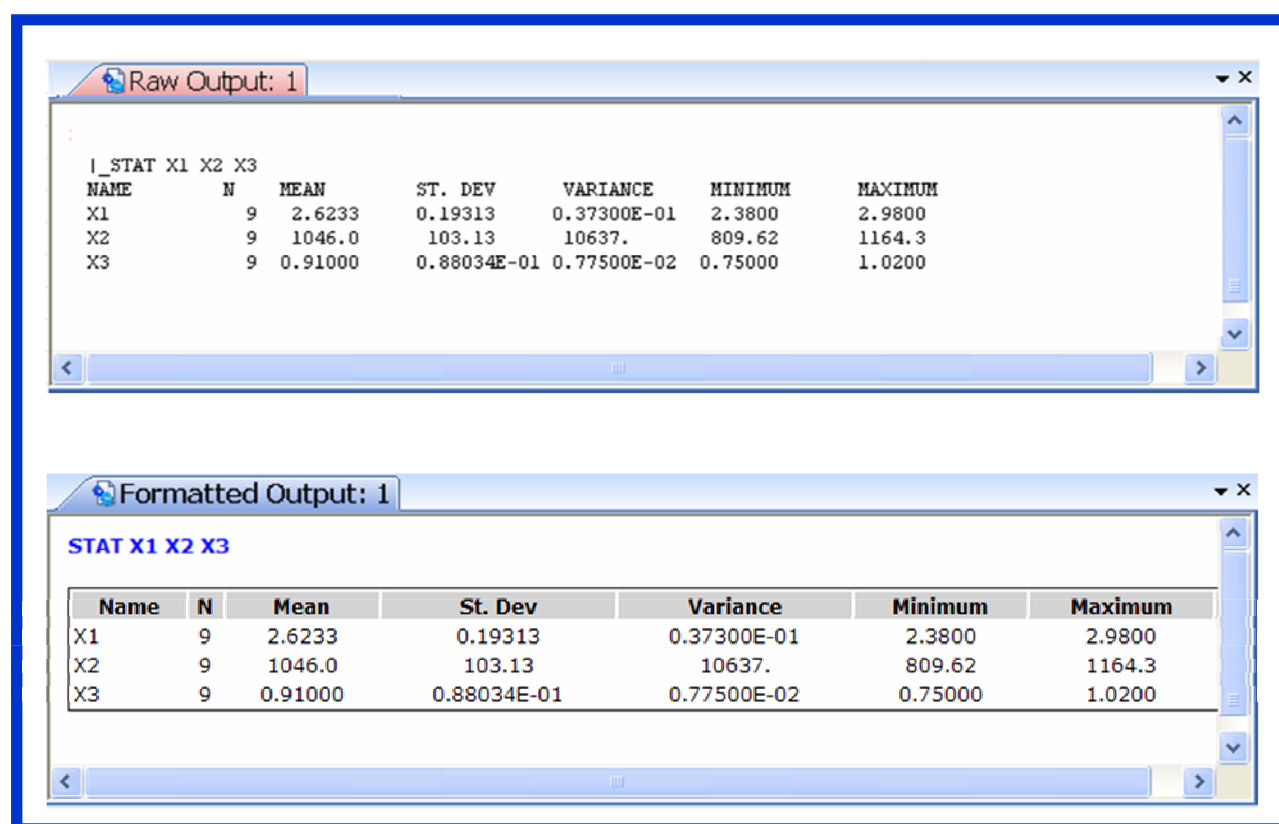 Raw Output: 1
:
|_STAT X1 X2 X3
NAME N MEAN ST. DEV VARIANCE MINIMUM MAXIMUM
X1 9 2.6233 0.19313 0.37300E-01 2.3800 2.9800
X2 9 1046.0 103.13 10637. 809.62 1164.3
X3 9 0.91000 0.88034E-01 0.77500E-02 0.75000 1.0200
Formatted Output: 1
STAT X1 X2 X3
Name N Mean St. Dev Variance Minimum Maximum
X1 9 2.6233 0.19313 0.37300E-01 2.3800 2.9800
X2 9 1046.0 103.13 10637. 809.62 1164.3
X3 9 0.91000 0.88034E-01 0.77500E-02 0.75000 1.0200